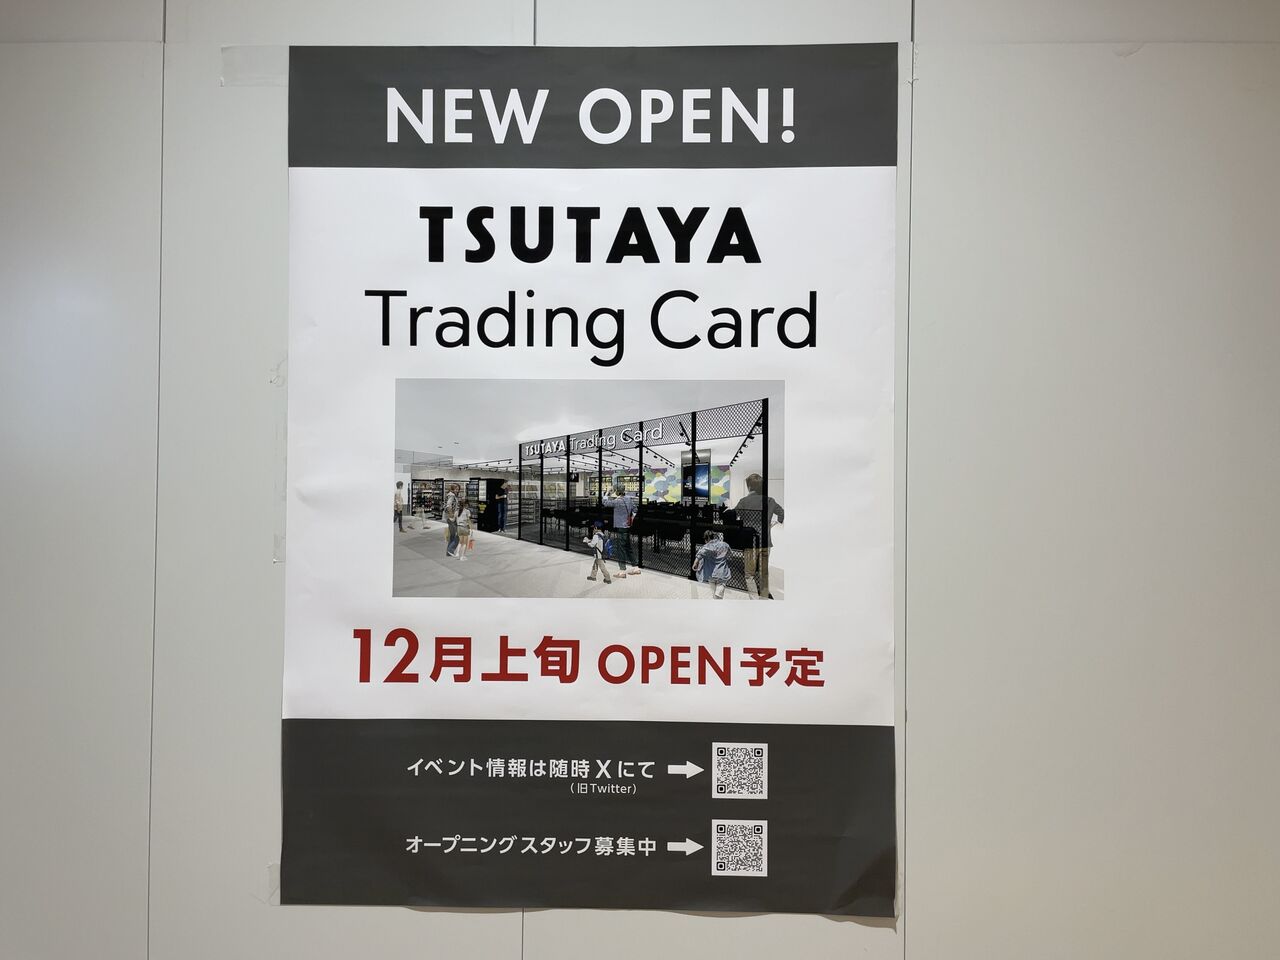 NEW OPEN!
TSUTAYA
Trading Card
TSUTAYA Trading Card
12月上旬 OPEN予定
イベント情報は随時 X にて
(旧Twitter)
オープニングスタッフ募集中